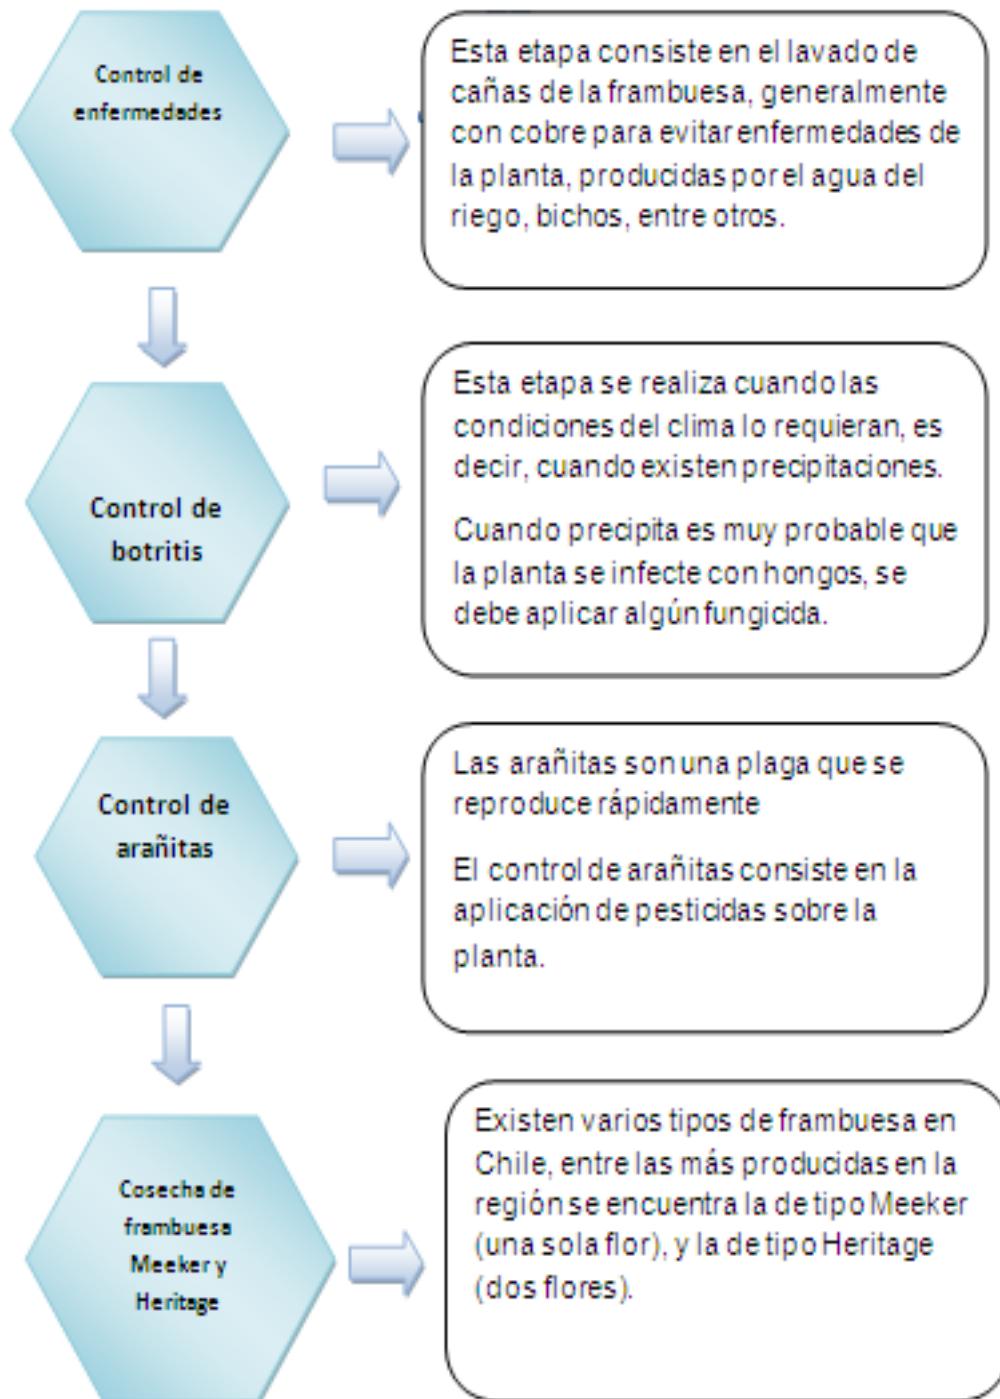 Control de
enfermedades
Esta etapa consiste en el lavado de
cañas de la frambuesa, generalmente
con cobre para evitar enfermedades de
la planta, producidas por el agua del
riego, bichos, entre otros.
Control de
botritis
Esta etapa se realiza cuando las
condiciones del clima lo requieran, es
decir, cuando existen precipitaciones.
Cuando precipita es muy probable que
la planta se infecte con hongos, se
debe aplicar algún fungicida.
Control de
arañitas
Las arañitas son una plaga que se
reproduce rápidamente
El control de arañitas consiste en la
aplicación de pesticidas sobre la
planta.
Cosecha de
frambuesa
Meeker y
Heritage
Existen varios tipos de frambuesa en
Chile, entre las más producidas en la
región se encuentra la de tipo Meeker
(una sola flor), y la de tipo Heritage
(dos flores).